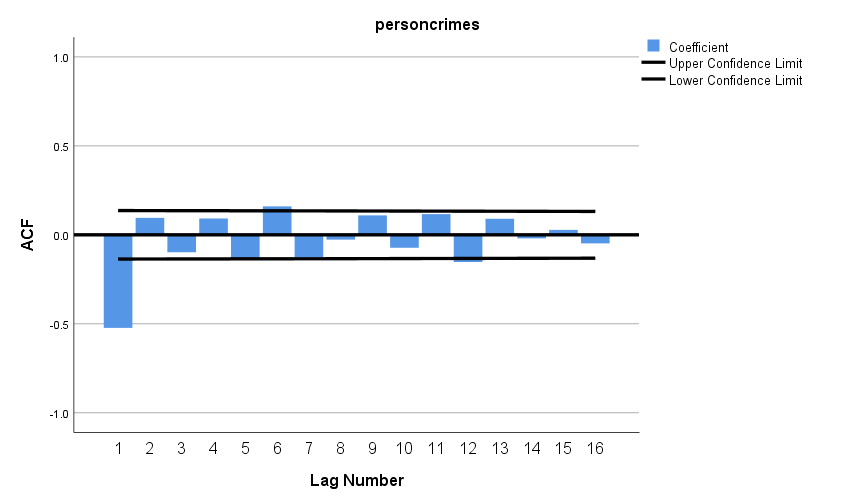 personcrimes
Coefficient
Upper Confidence Limit
Lower Confidence Limit
1.0
0.5
0.0
-0.5
-1.0
ACF
1 2 3 4 5 6 7 8 9 10 11 12 13 14 15 16
Lag Number